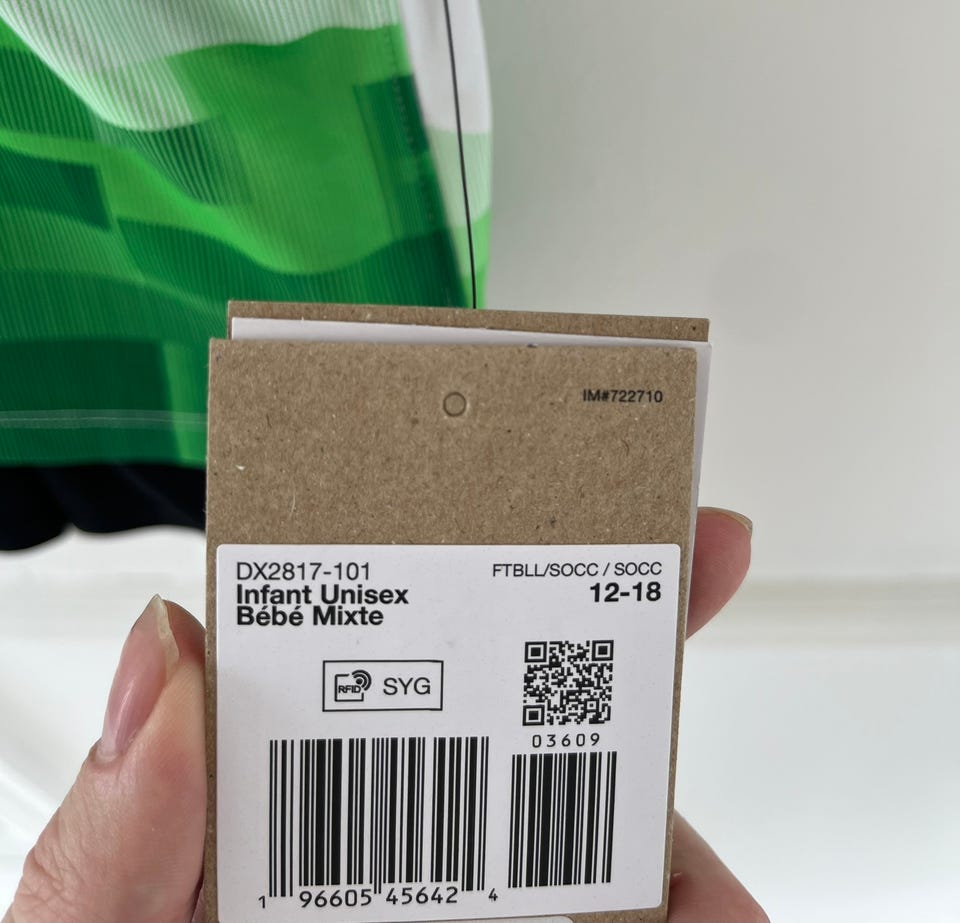 IM#722710
DX2817-101
FTBLL/SOCC / SOCC
Infant Unisex
12-18
Bébé Mixte
RFID SYG
03609
1 96605 45642 4